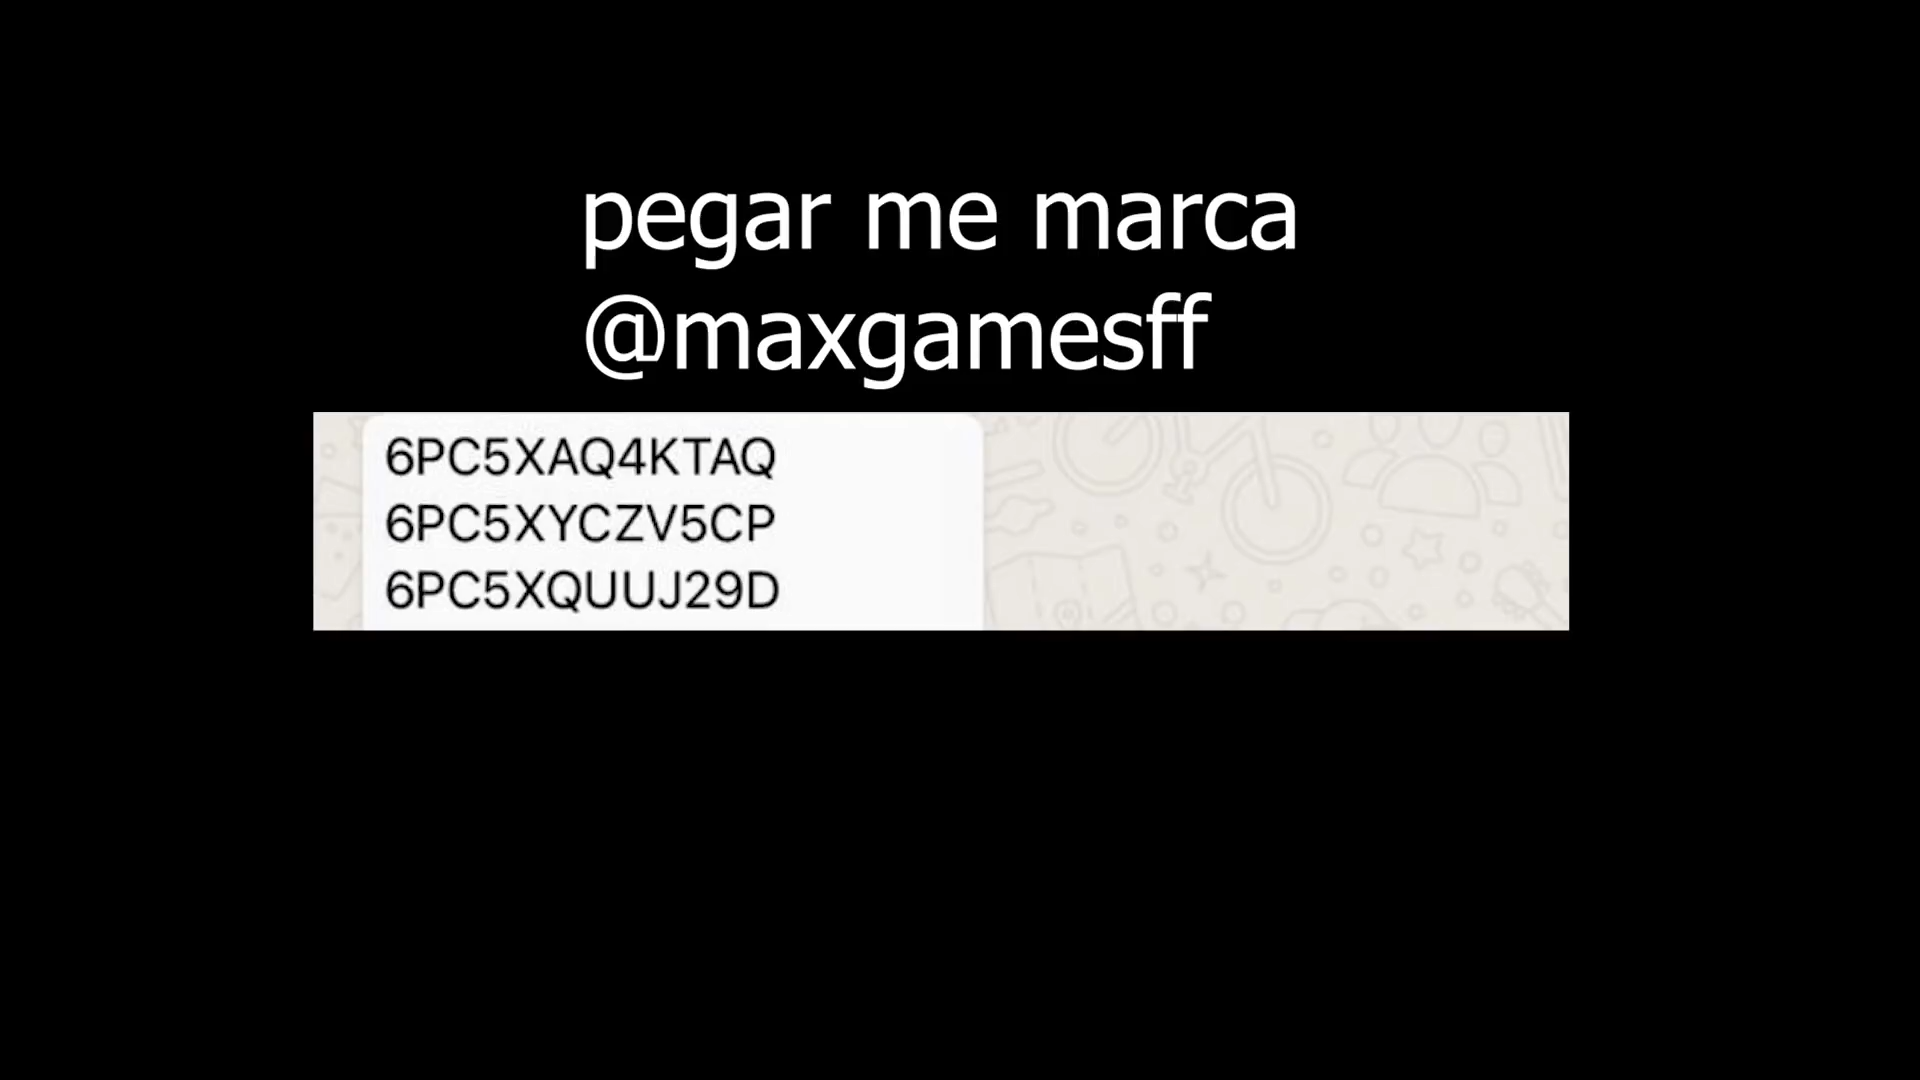 pegar me marca
@maxgamesff
6PC5XAQ4KTAQ
6PC5XYCZV5CP
6PC5XQUUJ29D